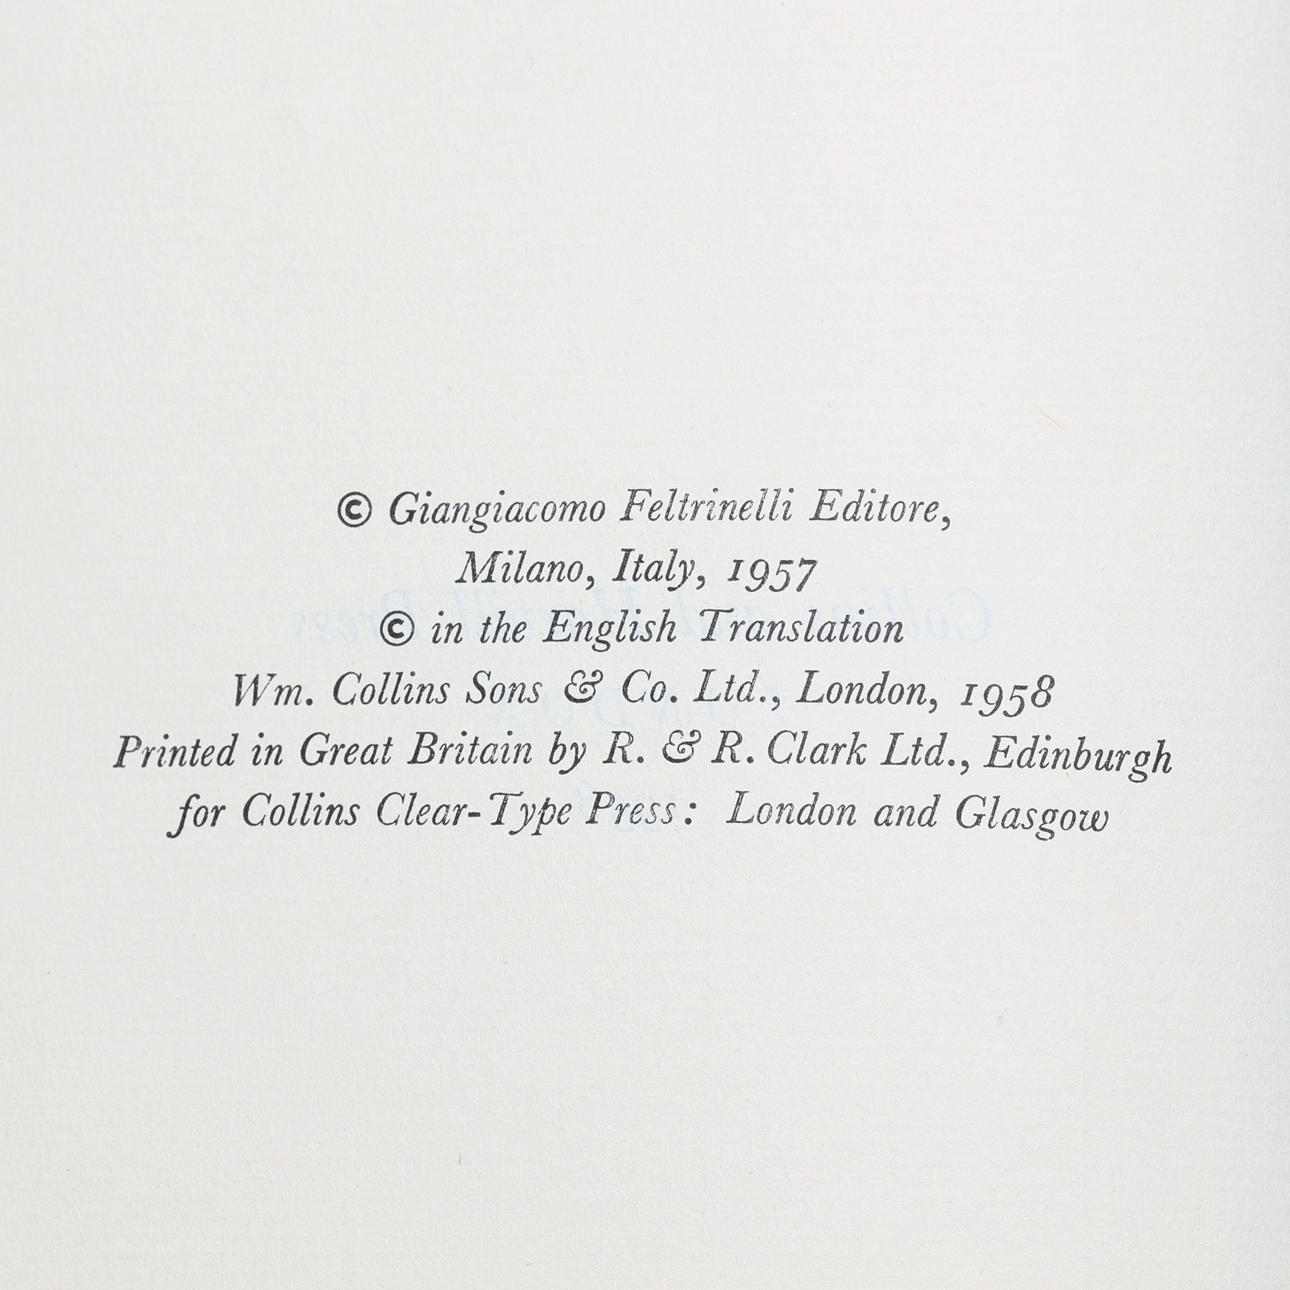 © Giangiacomo Feltrinelli Editore,
Milano, Italy, 1957
© in the English Translation
Wm. Collins Sons & Co. Ltd., London, 1958
Printed in Great Britain by R. & R. Clark Ltd., Edinburgh
for Collins Clear-Type Press: London and Glasgow